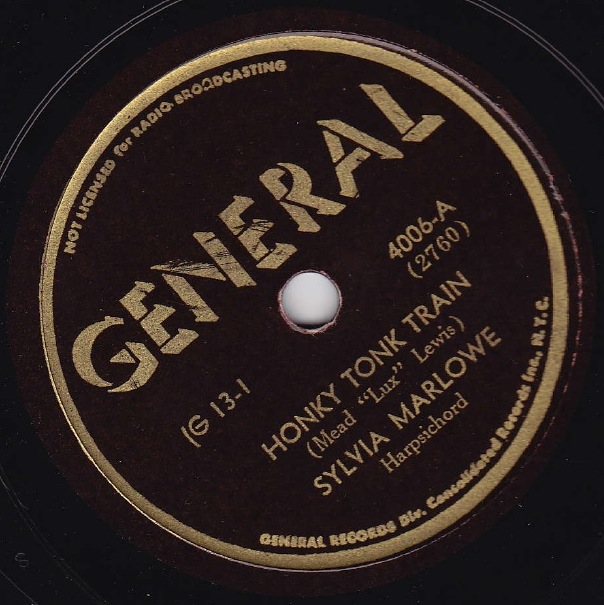 NOT LICENSED for RADIO BROADCASTING
GENERAL
4006-A
(2760)
IG 13-1
HONKY TONK TRAIN
(Mead "Lux" Lewis)
SYLVIA MARLOWE
Harpsichord
GENERAL RECORDS Div. Consolidated Records Inc., N.Y.C.